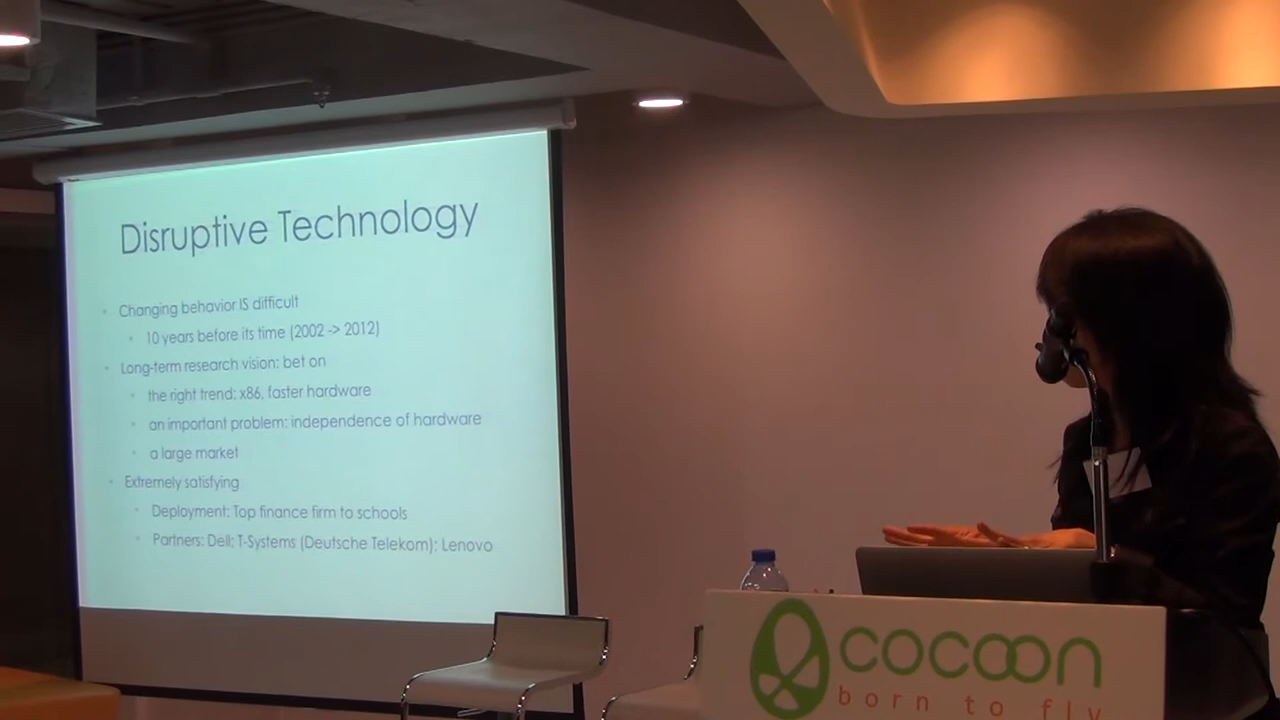 Disruptive Technology
Changing behavior IS difficult
10 years before its time (2002 -> 2012)
Long-term research vision: bet on
the right trend: x86, faster hardware
an important problem: independence of hardware
a large market
Extremely satisfying
Deployment: Top finance firm to schools
Partners: Dell; T-Systems (Deutsche Telekom); Lenovo
cocoon
born to fly